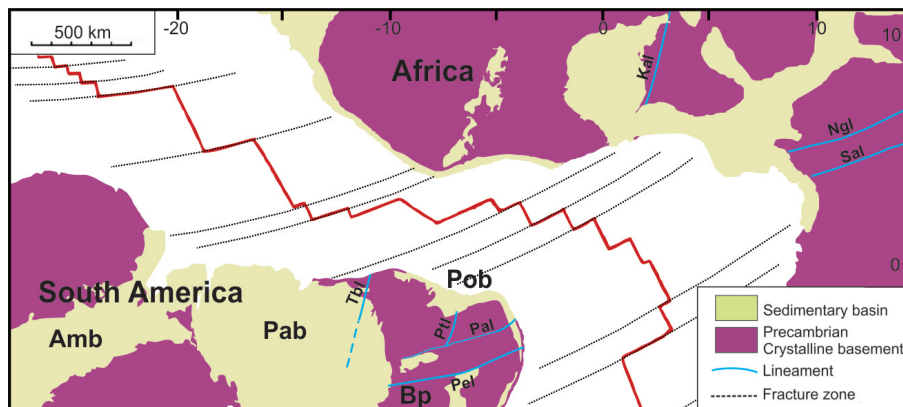 500 km
-20
0
10
10
Africa
Kal
Ngl
Sal
0
South America
Amb
Pab
Tbl
Pob
Ptl
Pal
Pel
Bp
Sedimentary basin
Precambrian
Crystalline basement
Lineament
Fracture zone